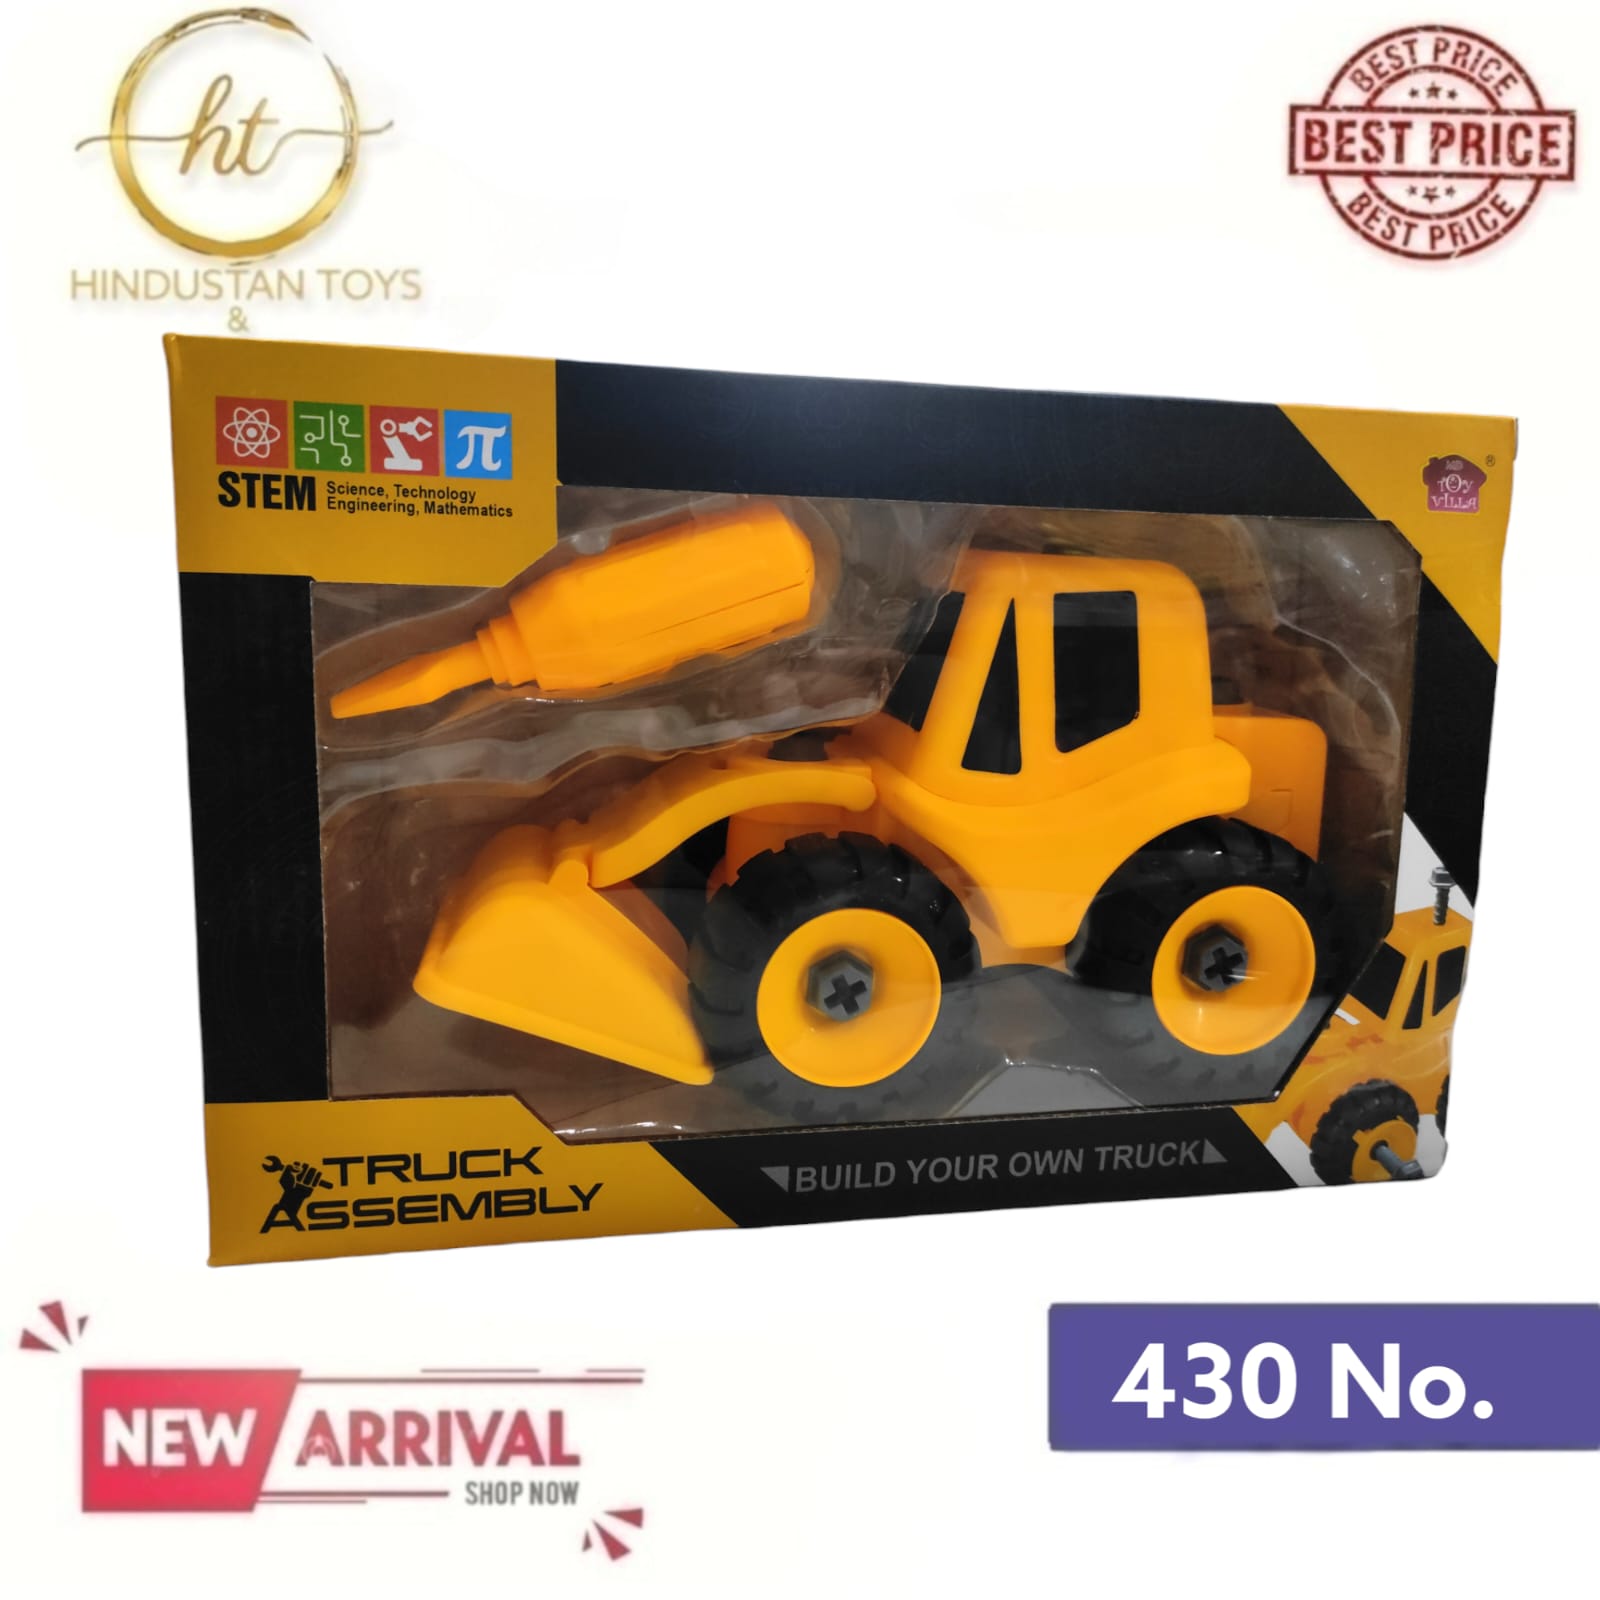 ht
HINDUSTAN TOYS
&
BEST PRICE
BEST PRICE
BEST PRICE
STEM
Science, Technology
Engineering, Mathematics
MD
TOY
VILLA
®
TRUCK
ASSEMBLY
BUILD YOUR OWN TRUCK
NEW ARRIVAL
SHOP NOW
430 No.